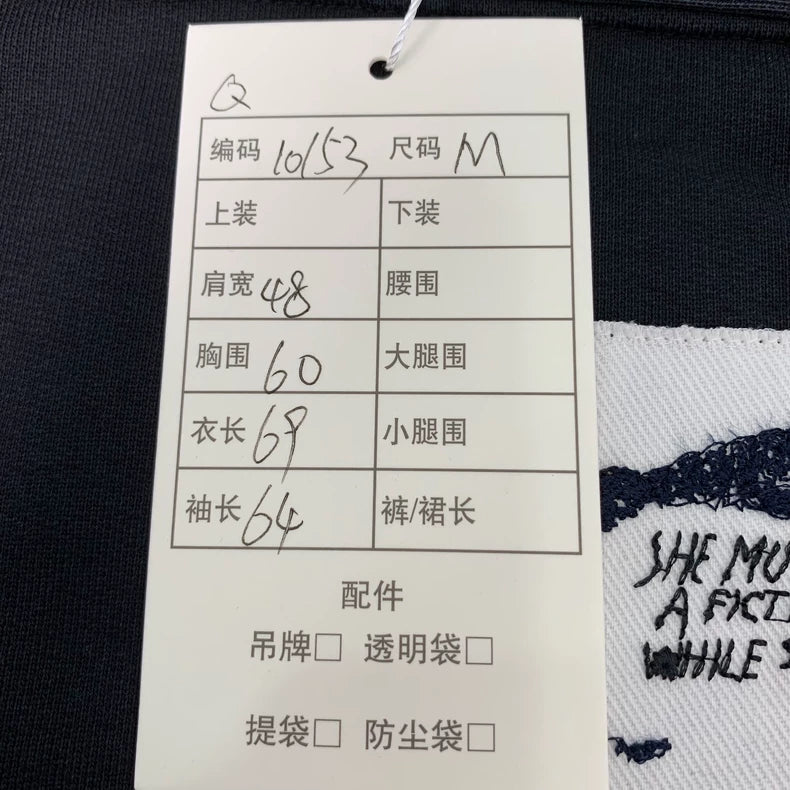 Q
编码 10153 尺码 M
上装 下装
肩宽 48 腰围
胸围 60 大腿围
衣长 69 小腿围
袖长 64 裤/裙长
配件
吊牌□ 透明袋□
提袋□ 防尘袋□
SHE MU
A FICTI
WHILE S